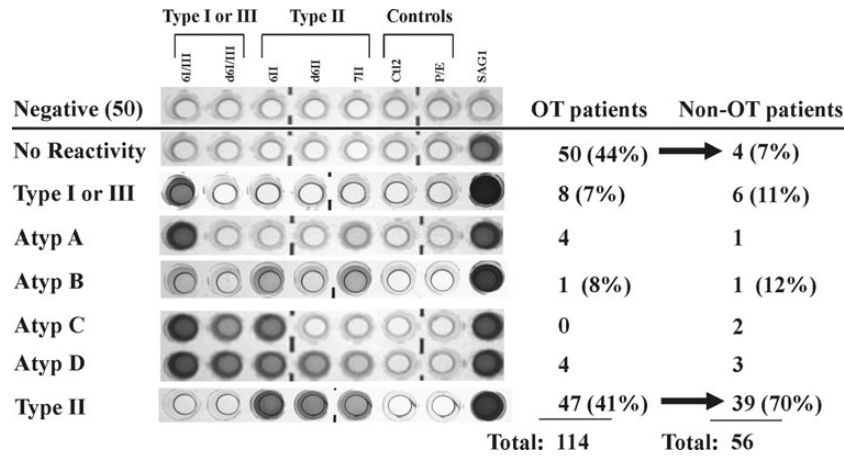 Type I or III Type II Controls
6I/III d6I/III 6II d6II 7II Ctl2 P/E SAG1
Negative (50) OT patients Non-OT patients
No Reactivity 50 (44%) 4 (7%)
Type I or III 8 (7%) 6 (11%)
Atyp A 4 1
Atyp B 1 (8%) 1 (12%)
Atyp C 0 2
Atyp D 4 3
Type II 47 (41%) 39 (70%)
Total: 114 Total: 56